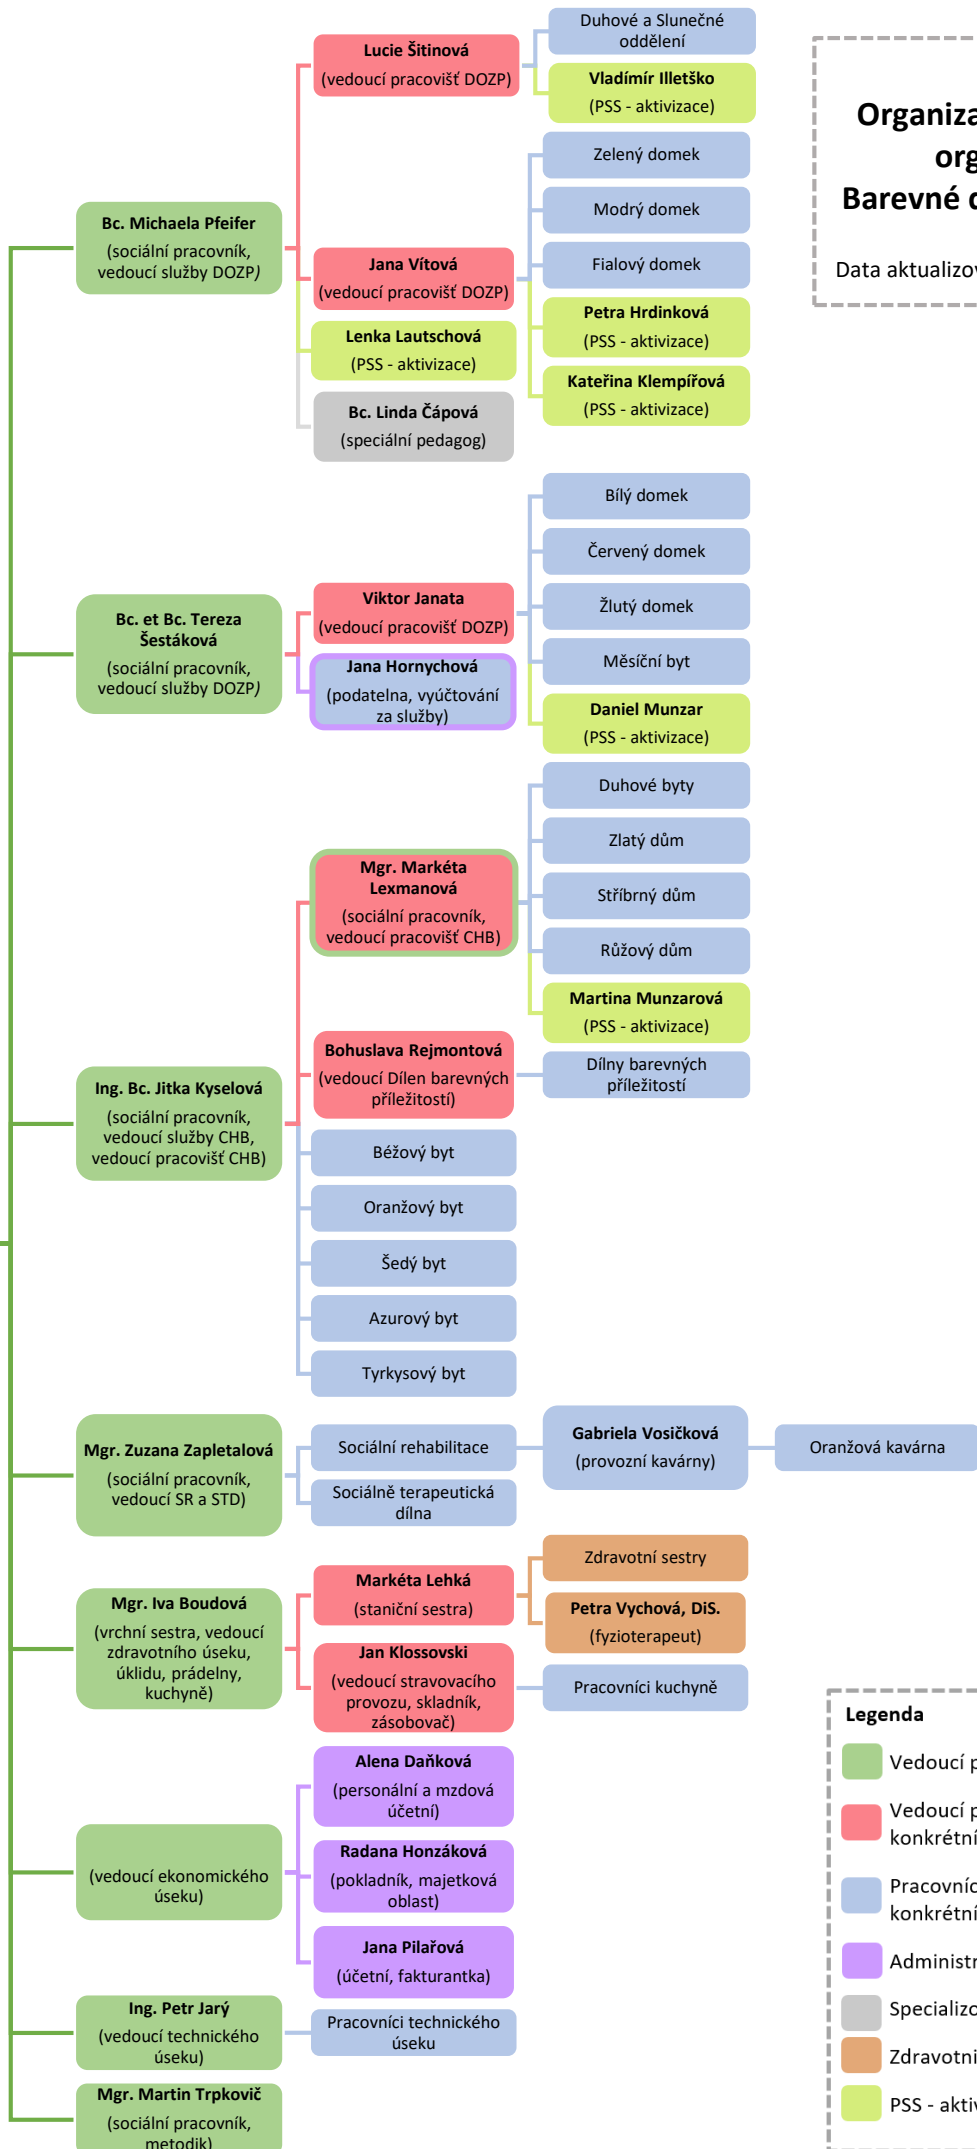 Lucie Šitinová
(vedoucí pracovišť DOZP)
Duhové a Slunečné
oddělení
Vladímír Illetško
(PSS - aktivizace)
Bc. Michaela Pfeifer
(sociální pracovník,
vedoucí služby DOZP)
Jana Vítová
(vedoucí pracovišť DOZP)
Zelený domek
Modrý domek
Fialový domek
Petra Hrdinková
(PSS - aktivizace)
Kateřina Klempířová
(PSS - aktivizace)
Lenka Lautschová
(PSS - aktivizace)
Bc. Linda Čápová
(speciální pedagog)
Bc. et Bc. Tereza
Šestáková
(sociální pracovník,
vedoucí služby DOZP)
Viktor Janata
(vedoucí pracovišť DOZP)
Bílý domek
Červený domek
Žlutý domek
Měsíční byt
Daniel Munzar
(PSS - aktivizace)
Jana Hornychová
(podatelna, vyúčtování
za služby)
Ing. Bc. Jitka Kyselová
(sociální pracovník,
vedoucí služby CHB,
vedoucí pracovišť CHB)
Mgr. Markéta
Lexmanová
(sociální pracovník,
vedoucí pracovišť CHB)
Duhové byty
Zlatý dům
Stříbrný dům
Růžový dům
Martina Munzarová
(PSS - aktivizace)
Bohuslava Rejmontová
(vedoucí Dílen barevných
příležitostí)
Dílny barevných
příležitostí
Béžový byt
Oranžový byt
Šedý byt
Azurový byt
Tyrkysový byt
Mgr. Zuzana Zapletalová
(sociální pracovník,
vedoucí SR a STD)
Sociální rehabilitace
Gabriela Vosičková
(provozní kavárny)
Oranžová kavárna
Sociálně terapeutická
dílna
Mgr. Iva Boudová
(vrchní sestra, vedoucí
zdravotního úseku,
úklidu, prádelny,
kuchyně)
Markéta Lehká
(staniční sestra)
Zdravotní sestry
Petra Vychová, DiS.
(fyzioterapeut)
Jan Klossovski
(vedoucí stravovacího
provozu, skladník,
zásobovač)
Pracovníci kuchyně
(vedoucí ekonomického
úseku)
Alena Daňková
(personální a mzdová
účetní)
Radana Honzáková
(pokladník, majetková
oblast)
Jana Pilařová
(účetní, fakturantka)
Ing. Petr Jarý
(vedoucí technického
úseku)
Pracovníci technického
úseku
Mgr. Martin Trpkovič
(sociální pracovník,
metodik)
Organiza
org
Barevné d
Data aktualizov
Legenda
Vedoucí p
Vedoucí p
konkrétní
Pracovníc
konkrétní
Administr
Specializo
Zdravotni
PSS - aktiv